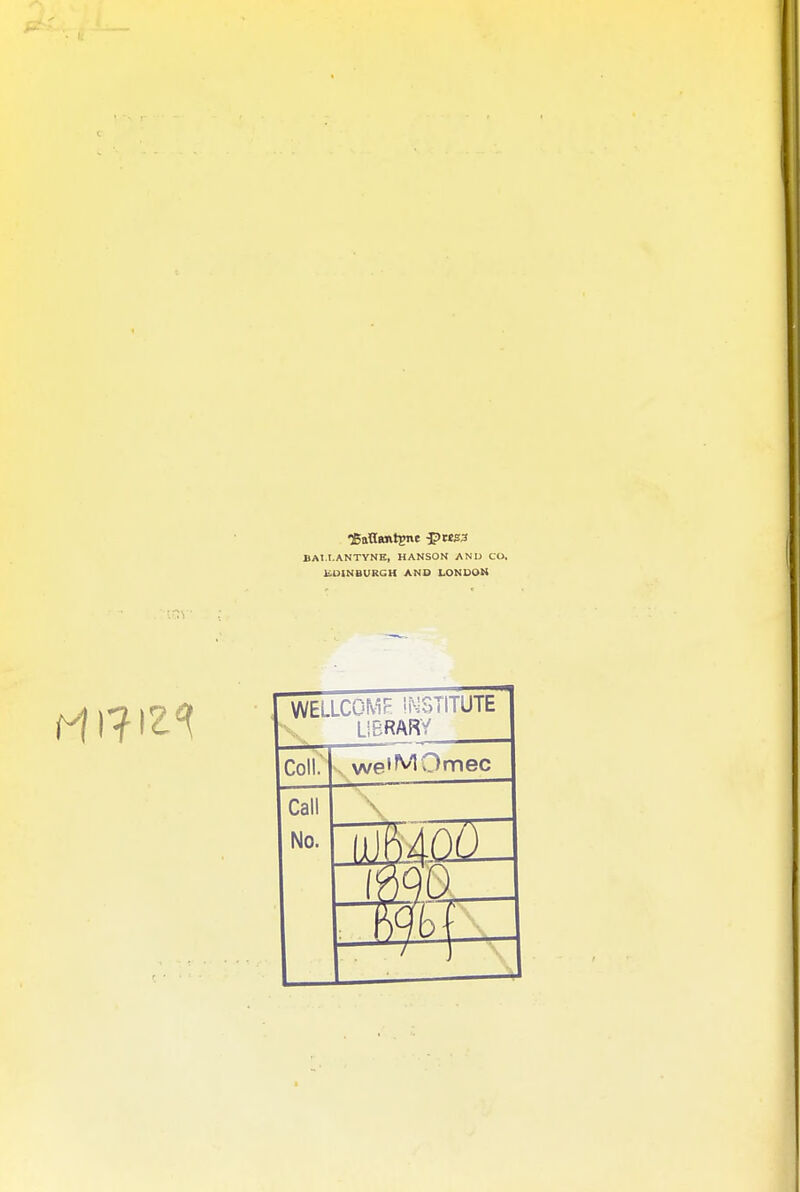 Ballantyne Press
BALLANTYNE, HANSON AND CO.
EDINBURGH AND LONDON
M17129
WELLCOME INSTITUTE
LIBRARY
Coll. welMOmec
Call
No.
WB400
1890
B96f